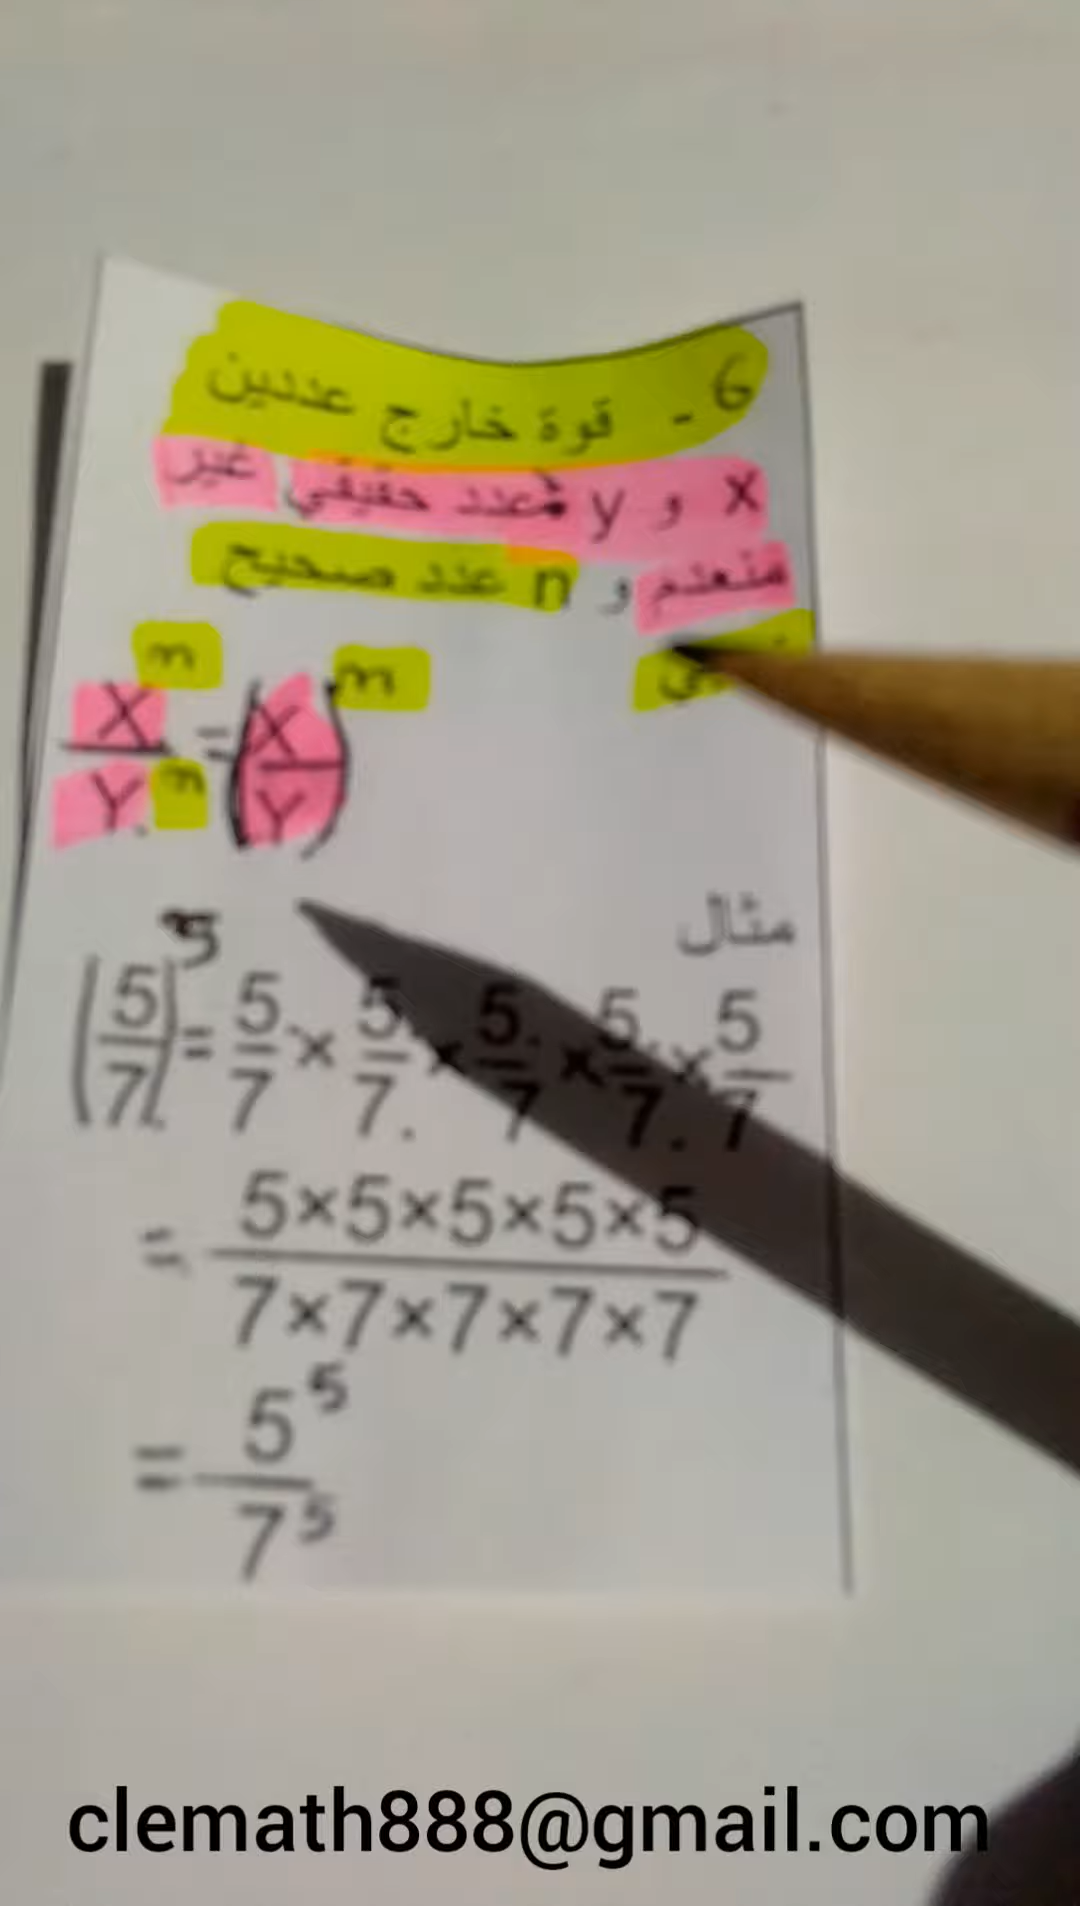 6 - قوة خارج عددين
x و y عدد حقيقي غير
منعدم و n عدد صحيح
(X/Y)^n = X^n/Y^n
مثال
(5/7)^5 = 5/7 × 5/7 × 5/7 × 5/7 × 5/7
= 5×5×5×5×5 / 7×7×7×7×7
= 5^5 / 7^5
clemath888@gmail.com